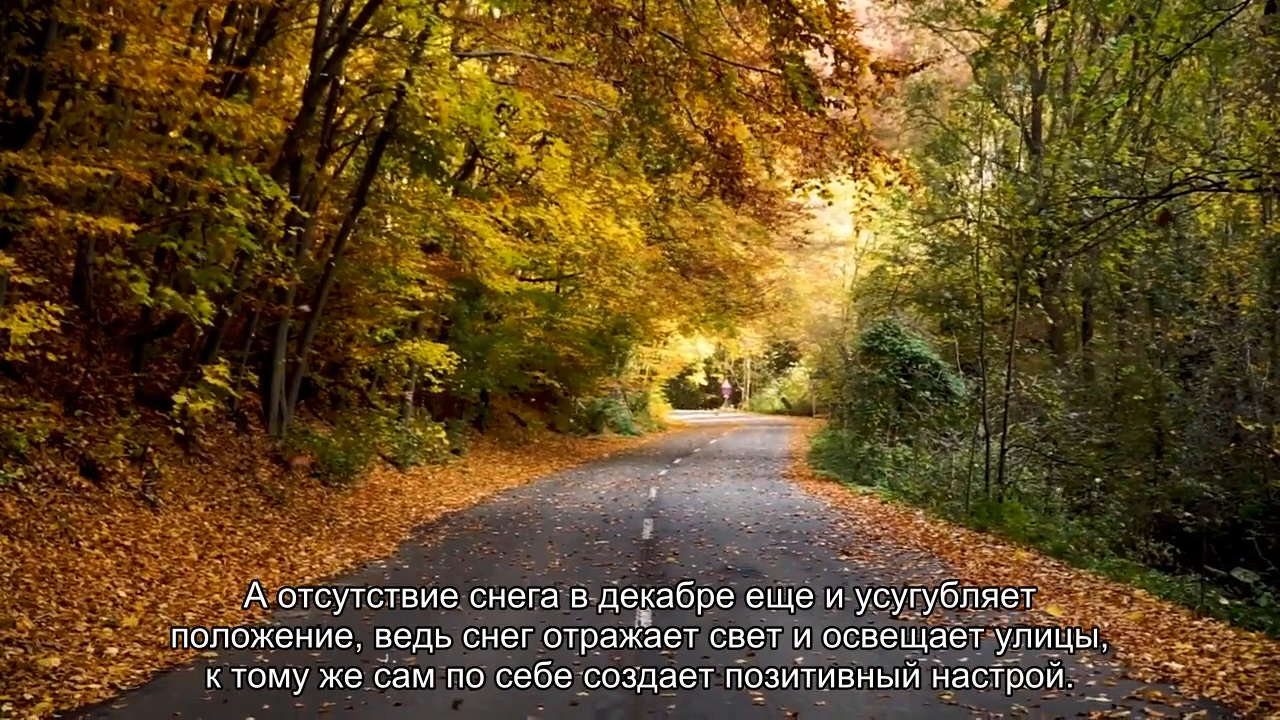 А отсутствие снега в декабре еще и усугубляет
положение, ведь снег отражает свет и освещает улицы,
к тому же сам по себе создает позитивный настрой.